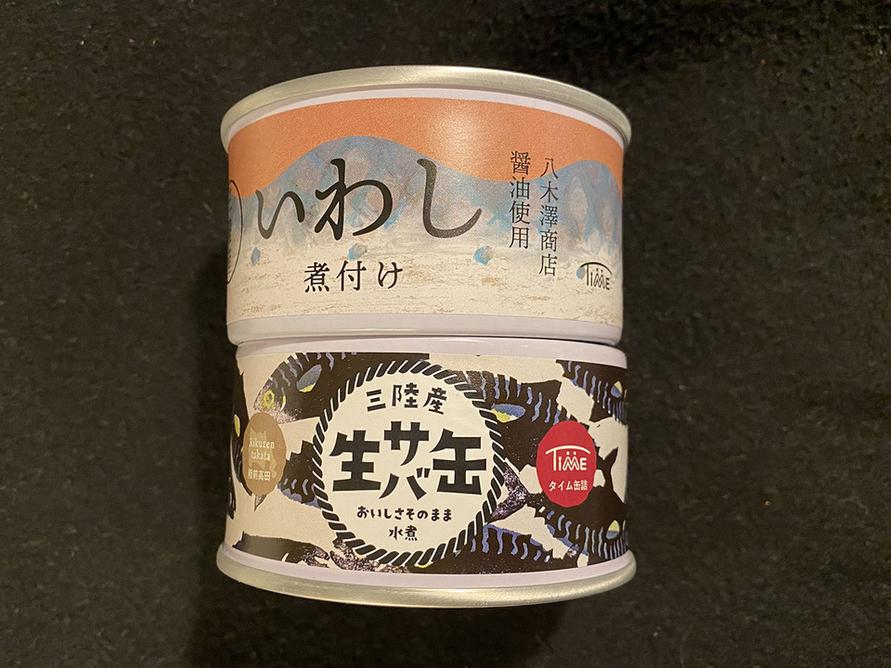 いわし
煮付け
八木澤商店
醤油使用
TIME
三陸産
生サバ缶
おいしさそのまま
水煮
Rikuzen
takata
陸前高田
TIME
タイム缶詰